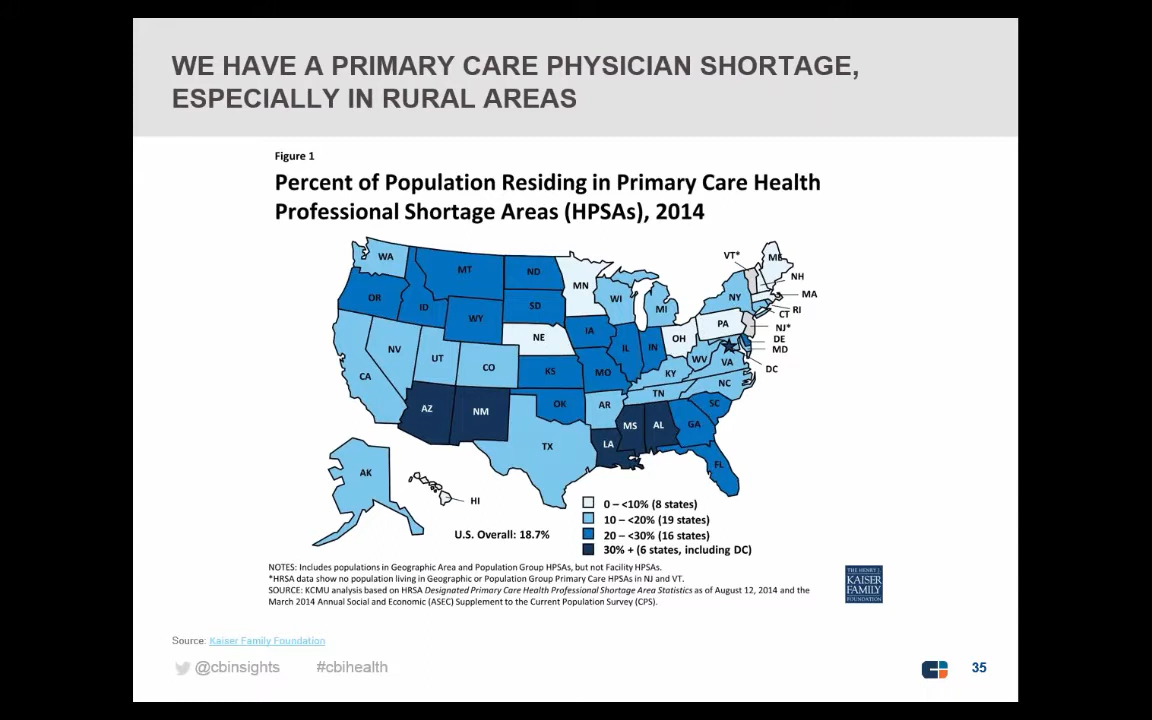 WE HAVE A PRIMARY CARE PHYSICIAN SHORTAGE,
ESPECIALLY IN RURAL AREAS
Figure 1
Percent of Population Residing in Primary Care Health
Professional Shortage Areas (HPSAs), 2014
WA
MT
ND
MN
VT*
ME
NH
MA
RI
CT
NJ*
DE
MD
DC
OR
ID
WY
SD
WI
MI
NY
PA
NE
IA
IL
IN
OH
NV
UT
CO
KS
MO
KY
WV
VA
CA
NC
TN
AZ
NM
OK
AR
SC
MS
AL
GA
LA
TX
FL
AK
HI
0 – <10% (8 states)
10 – <20% (19 states)
20 – <30% (16 states)
30% + (6 states, including DC)
U.S. Overall: 18.7%
NOTES: Includes populations in Geographic Area and Population Group HPSAs, but not Facility HPSAs.
*HRSA data show no population living in Geographic or Population Group Primary Care HPSAs in NJ and VT.
SOURCE: KCMU analysis based on HRSA Designated Primary Care Health Professional Shortage Area Statistics as of August 12, 2014 and the
March 2014 Annual Social and Economic (ASEC) Supplement to the Current Population Survey (CPS).
THE HENRY J.
KAISER
FAMILY
FOUNDATION
Source: Kaiser Family Foundation
@cbinsights #cbihealth
35